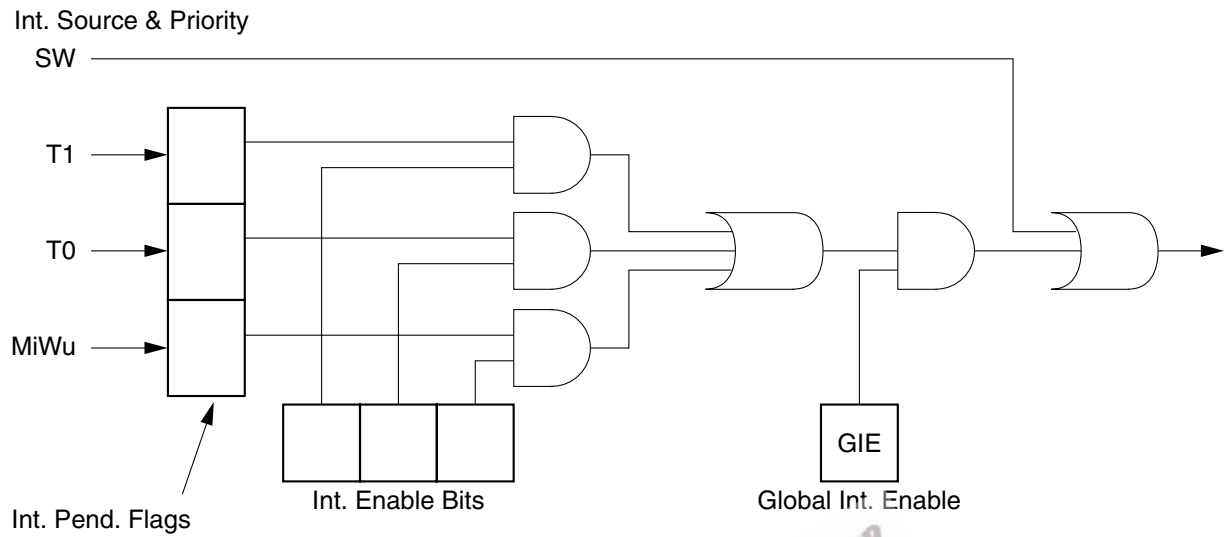 Int. Source & Priority
SW
T1
T0
MiWu
GIE
Int. Enable Bits
Global Int. Enable
Int. Pend. Flags